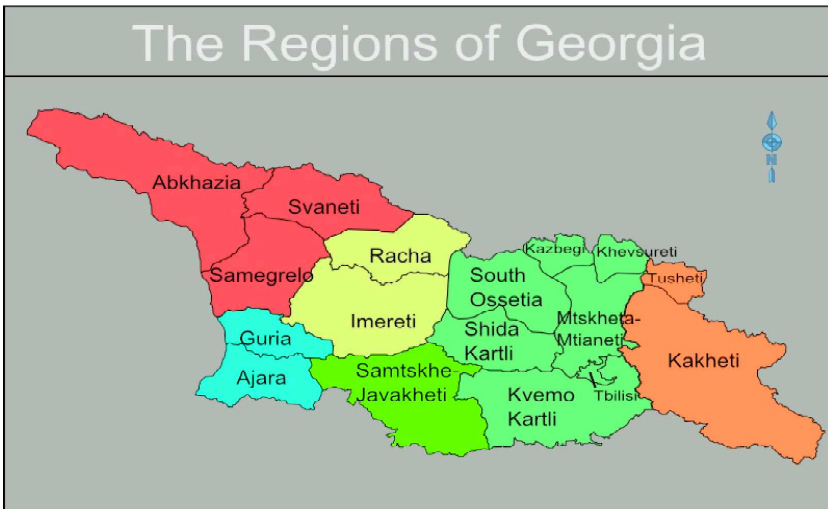 The Regions of Georgia
N
Abkhazia
Svaneti
Samegrelo
Racha
Imereti
Guria
Ajara
Samtskhe-
Javakheti
South
Ossetia
Shida
Kartli
Kazbegi
Khevsureti
Mtskheta-
Mtianeti
Tusheti
Kakheti
Kvemo
Kartli
Tbilisi